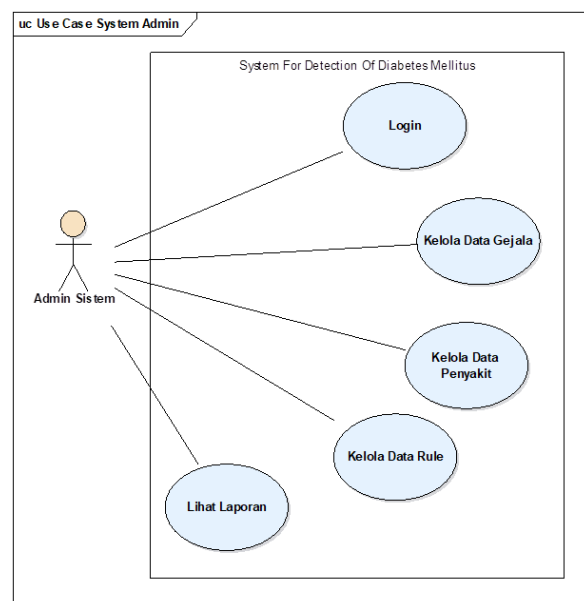 uc Use Case System Admin
System For Detection Of Diabetes Mellitus
Login
Kelola Data Gejala
Admin Sistem
Kelola Data
Penyakit
Kelola Data Rule
Lihat Laporan